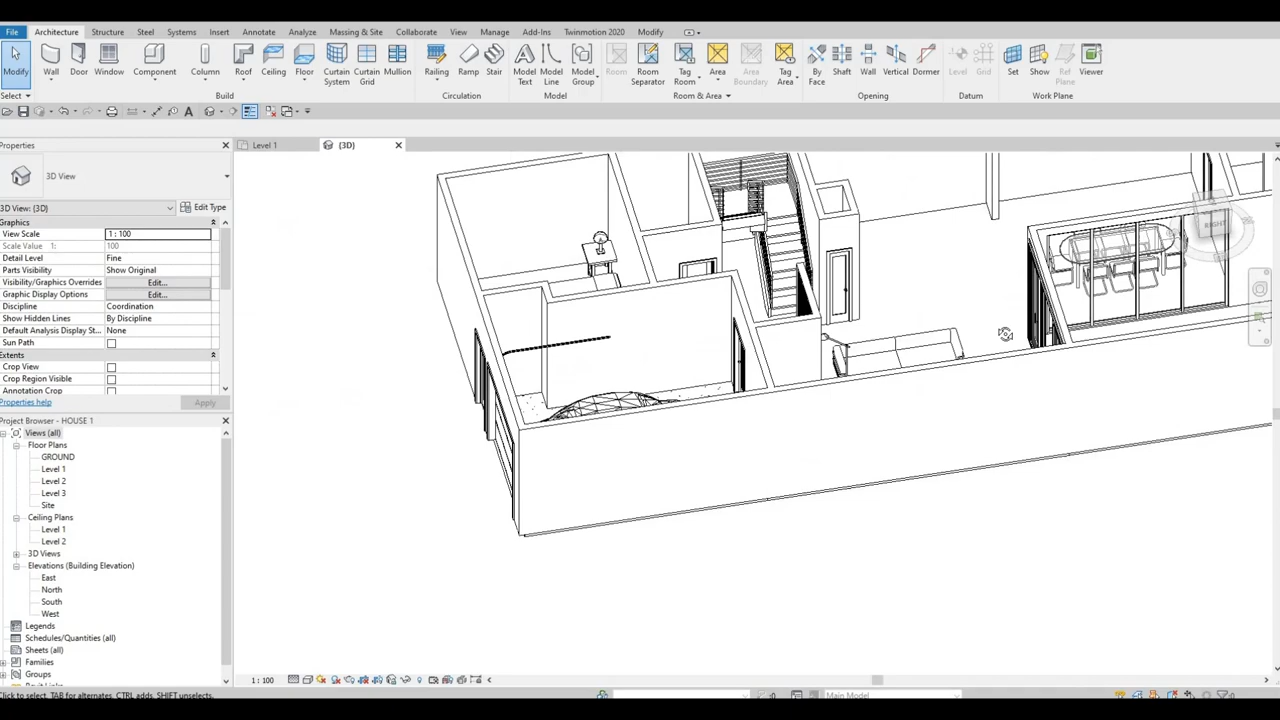 File Architecture Structure Steel Systems Insert Annotate Analyze Massing & Site Collaborate View Manage Add-Ins Twinmotion 2020 Modify
Modify Wall Door Window Component Column Roof Ceiling Floor Curtain System Curtain Grid Mullion Railing Ramp Stair Model Text Model Line Model Group Room Room Separator Tag Room Area Area Boundary Tag Area By Face Shaft Wall Vertical Dormer Level Grid Set Show Ref Plane Viewer
Select Build Circulation Model Room & Area Opening Datum Work Plane
Properties
Level 1 {3D}
3D View
3D View: {3D} Edit Type
Graphics
View Scale 1 : 100
Scale Value 1: 100
Detail Level Fine
Parts Visibility Show Original
Visibility/Graphics Overrides Edit...
Graphic Display Options Edit...
Discipline Coordination
Show Hidden Lines By Discipline
Default Analysis Display St... None
Sun Path
Extents
Crop View
Crop Region Visible
Annotation Crop
Properties help Apply
RIGHT
Project Browser - HOUSE 1
Views (all)
Floor Plans
GROUND
Level 1
Level 2
Level 3
Site
Ceiling Plans
Level 1
Level 2
3D Views
Elevations (Building Elevation)
East
North
South
West
Legends
Schedules/Quantities (all)
Sheets (all)
Families
Groups
Revit Links
1 : 100
Click to select, TAB for alternates, CTRL adds, SHIFT unselects.
:0
Main Model
:0